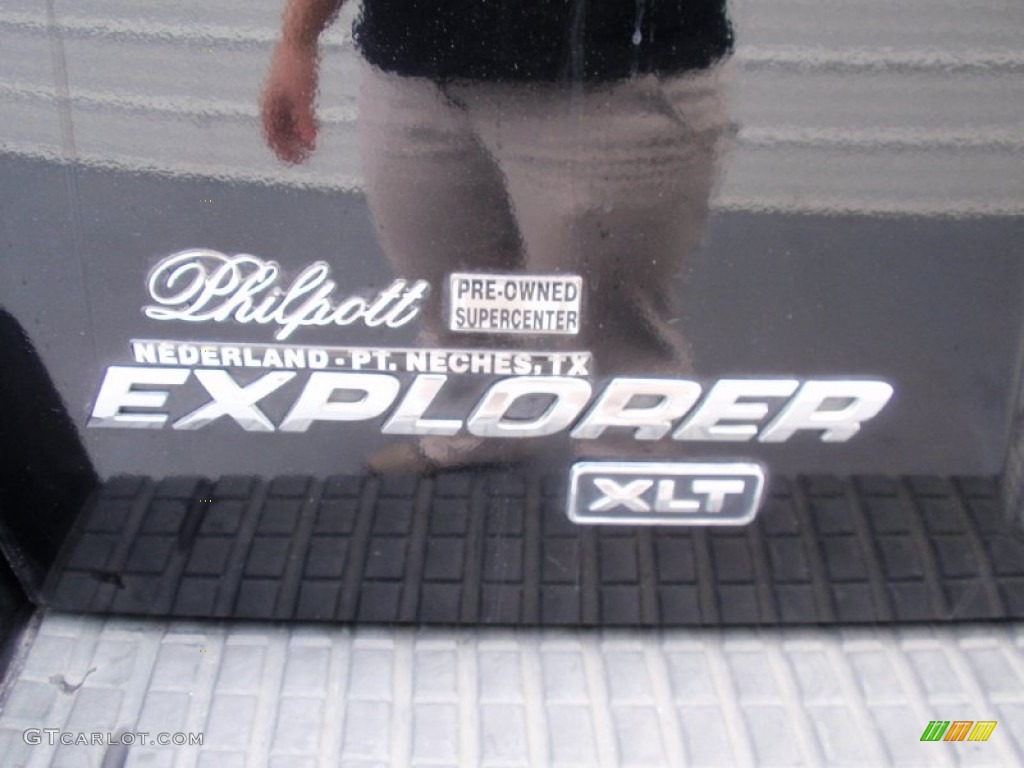 Philpott
PRE-OWNED
SUPERCENTER
NEDERLAND - PT. NECHES, TX
EXPLORER
XLT
GTCARLOT.COM